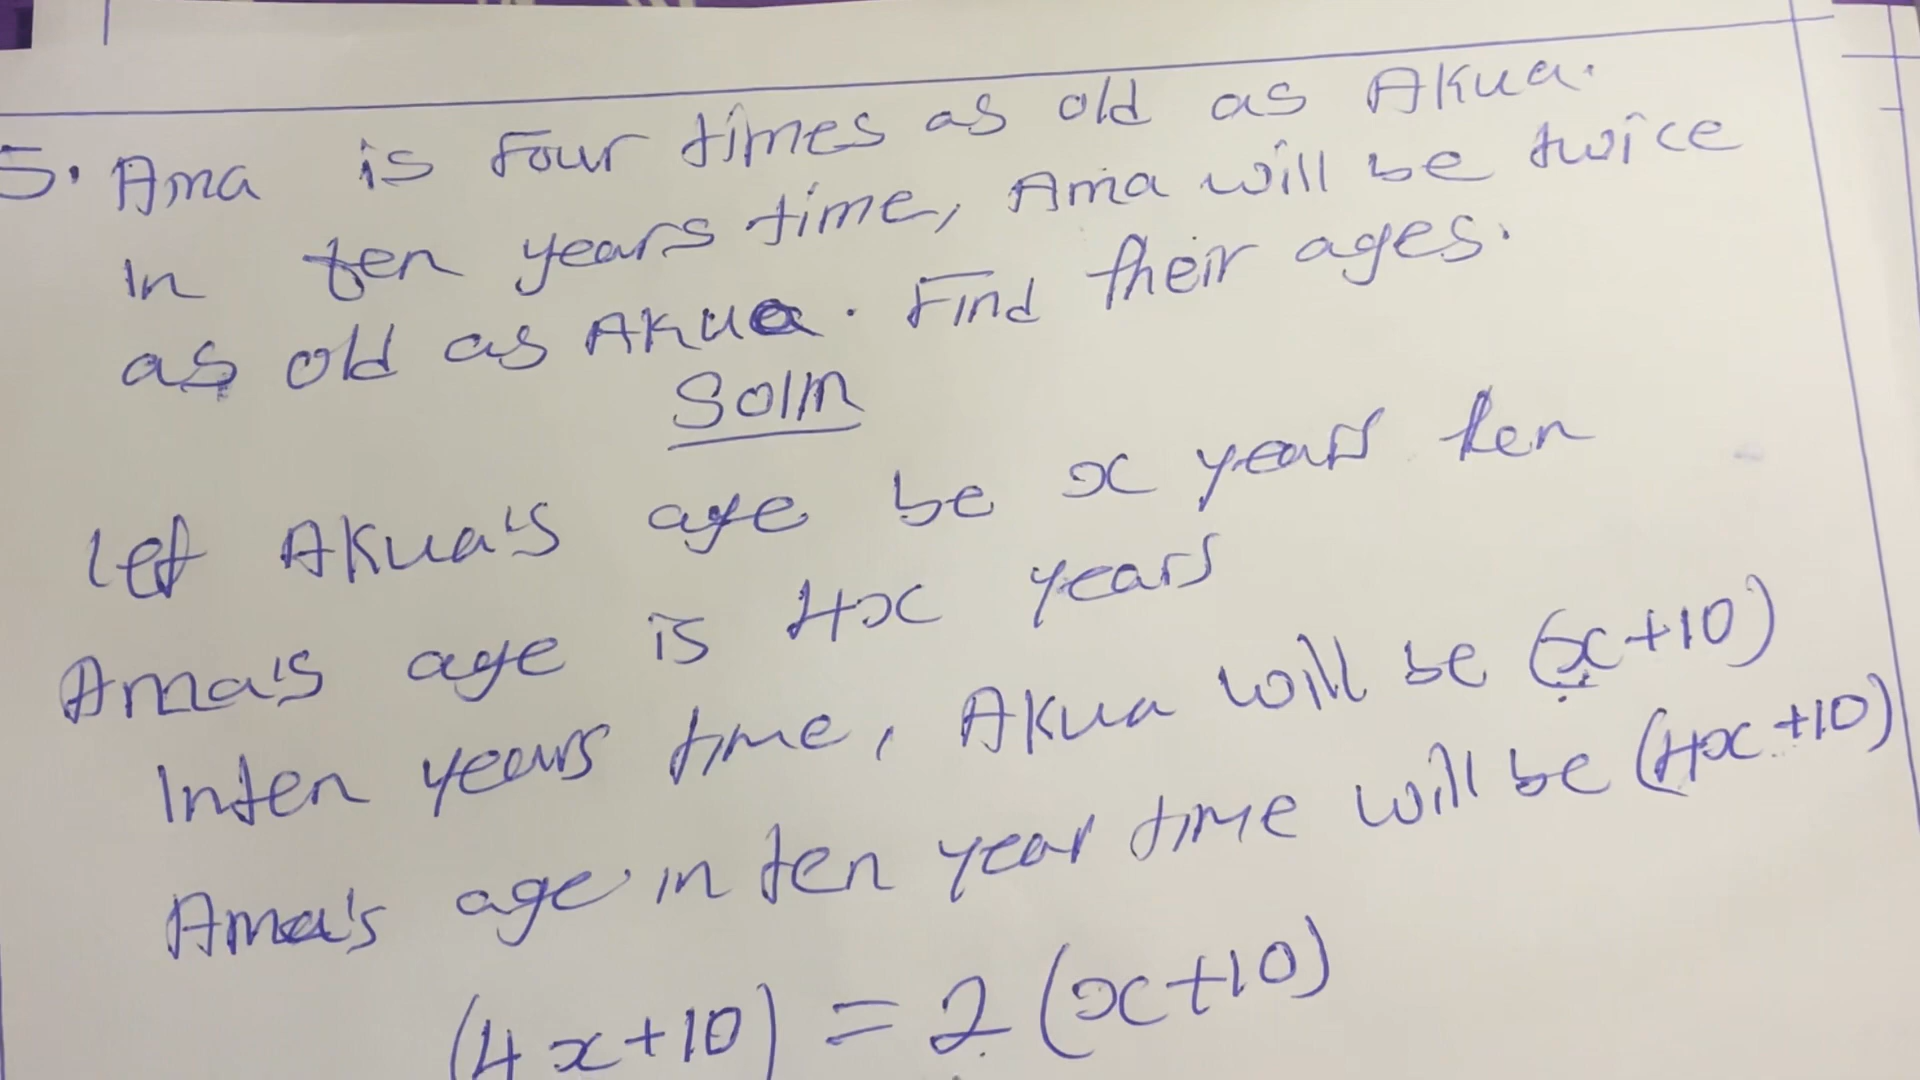 5. Ama is four times as old as Akua.
In ten years time, Ama will be twice
as old as Akua. Find their ages.
Soln
Let Akua's age be x years then
Ama's age is 4x years
In ten years time, Akua will be (x+10)
Ama's age in ten year time will be (4x+10)
(4x+10) = 2(x+10)